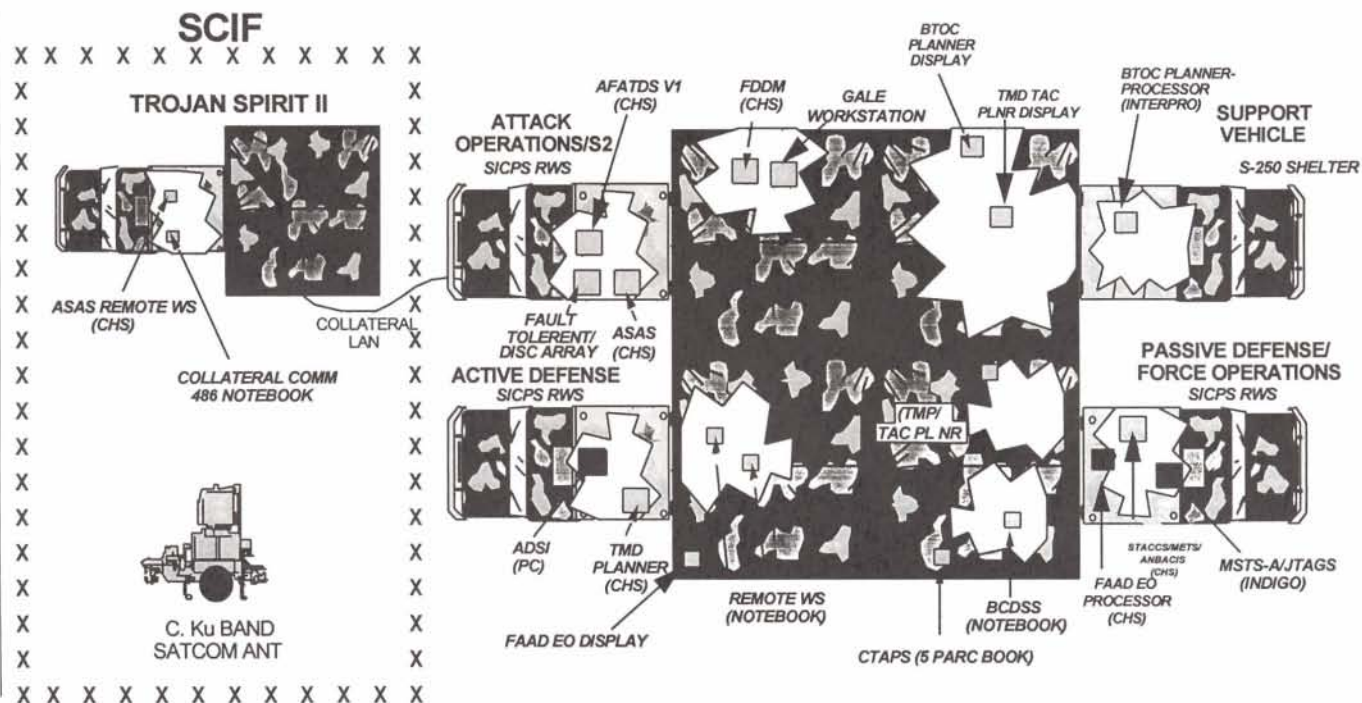 SCIF
TROJAN SPIRIT II
ASAS REMOTE WS
(CHS)
COLLATERAL COMM
486 NOTEBOOK
C. Ku BAND
SATCOM ANT
COLLATERAL
LAN
ATTACK
OPERATIONS/S2
SICPS RWS
AFATDS V1
(CHS)
FAULT
TOLERENT/
DISC ARRAY
ASAS
(CHS)
FDDM
(CHS)
GALE
WORKSTATION
BTOC
PLANNER
DISPLAY
TMD TAC
PLNR DISPLAY
BTOC PLANNER-
PROCESSOR
(INTERPRO)
SUPPORT
VEHICLE
S-250 SHELTER
ACTIVE DEFENSE
SICPS RWS
ADSI
(PC)
TMD
PLANNER
(CHS)
FAAD EO DISPLAY
REMOTE WS
(NOTEBOOK)
(TMP/
TAC PL NR
CTAPS (5 PARC BOOK)
BCDSS
(NOTEBOOK)
PASSIVE DEFENSE/
FORCE OPERATIONS
SICPS RWS
STACCS/METS/
ANBACIS
(CHS)
FAAD EO
PROCESSOR
(CHS)
MSTS-A/JTAGS
(INDIGO)